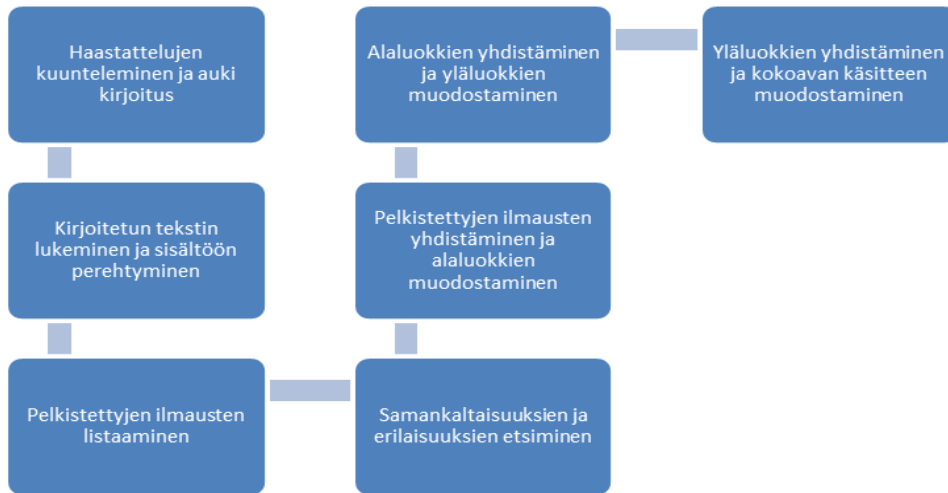 Haastattelujen
kuunteleminen ja auki
kirjoitus
Kirjoitetun tekstin
lukeminen ja sisältöön
perehtyminen
Pelkistettyjen ilmausten
listaaminen
Samankaltaisuuksien ja
erilaisuuksien etsiminen
Pelkistettyjen ilmausten
yhdistäminen ja
alaluokkien
muodostaminen
Alaluokkien yhdistäminen
ja yläluokkien
muodostaminen
Yläluokkien yhdistäminen
ja kokoavan käsitteen
muodostaminen